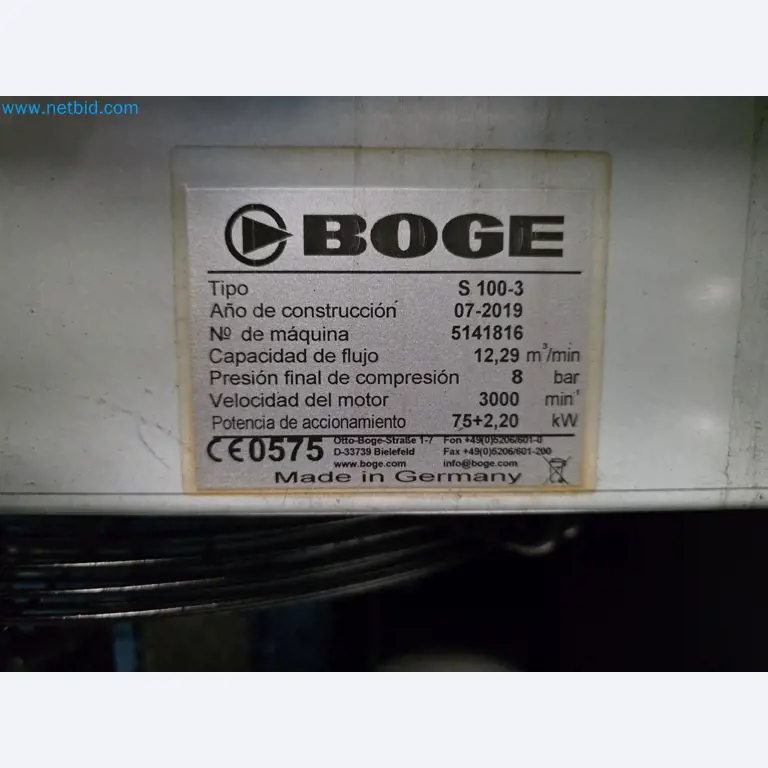 www.netbid.com
BOGE
Tipo S 100-3
Año de construcción 07-2019
Nº de máquina 5141816
Capacidad de flujo 12,29 m³/min
Presión final de compresión 8 bar
Velocidad del motor 3000 min⁻¹
Potencia de accionamiento 75+2,20 kW
CE0575 Otto-Boge-Straße 1-7 Fon +49(0)5206/601-0
D-33739 Bielefeld Fax +49(0)5206/601-200
www.boge.com info@boge.com
Made in Germany